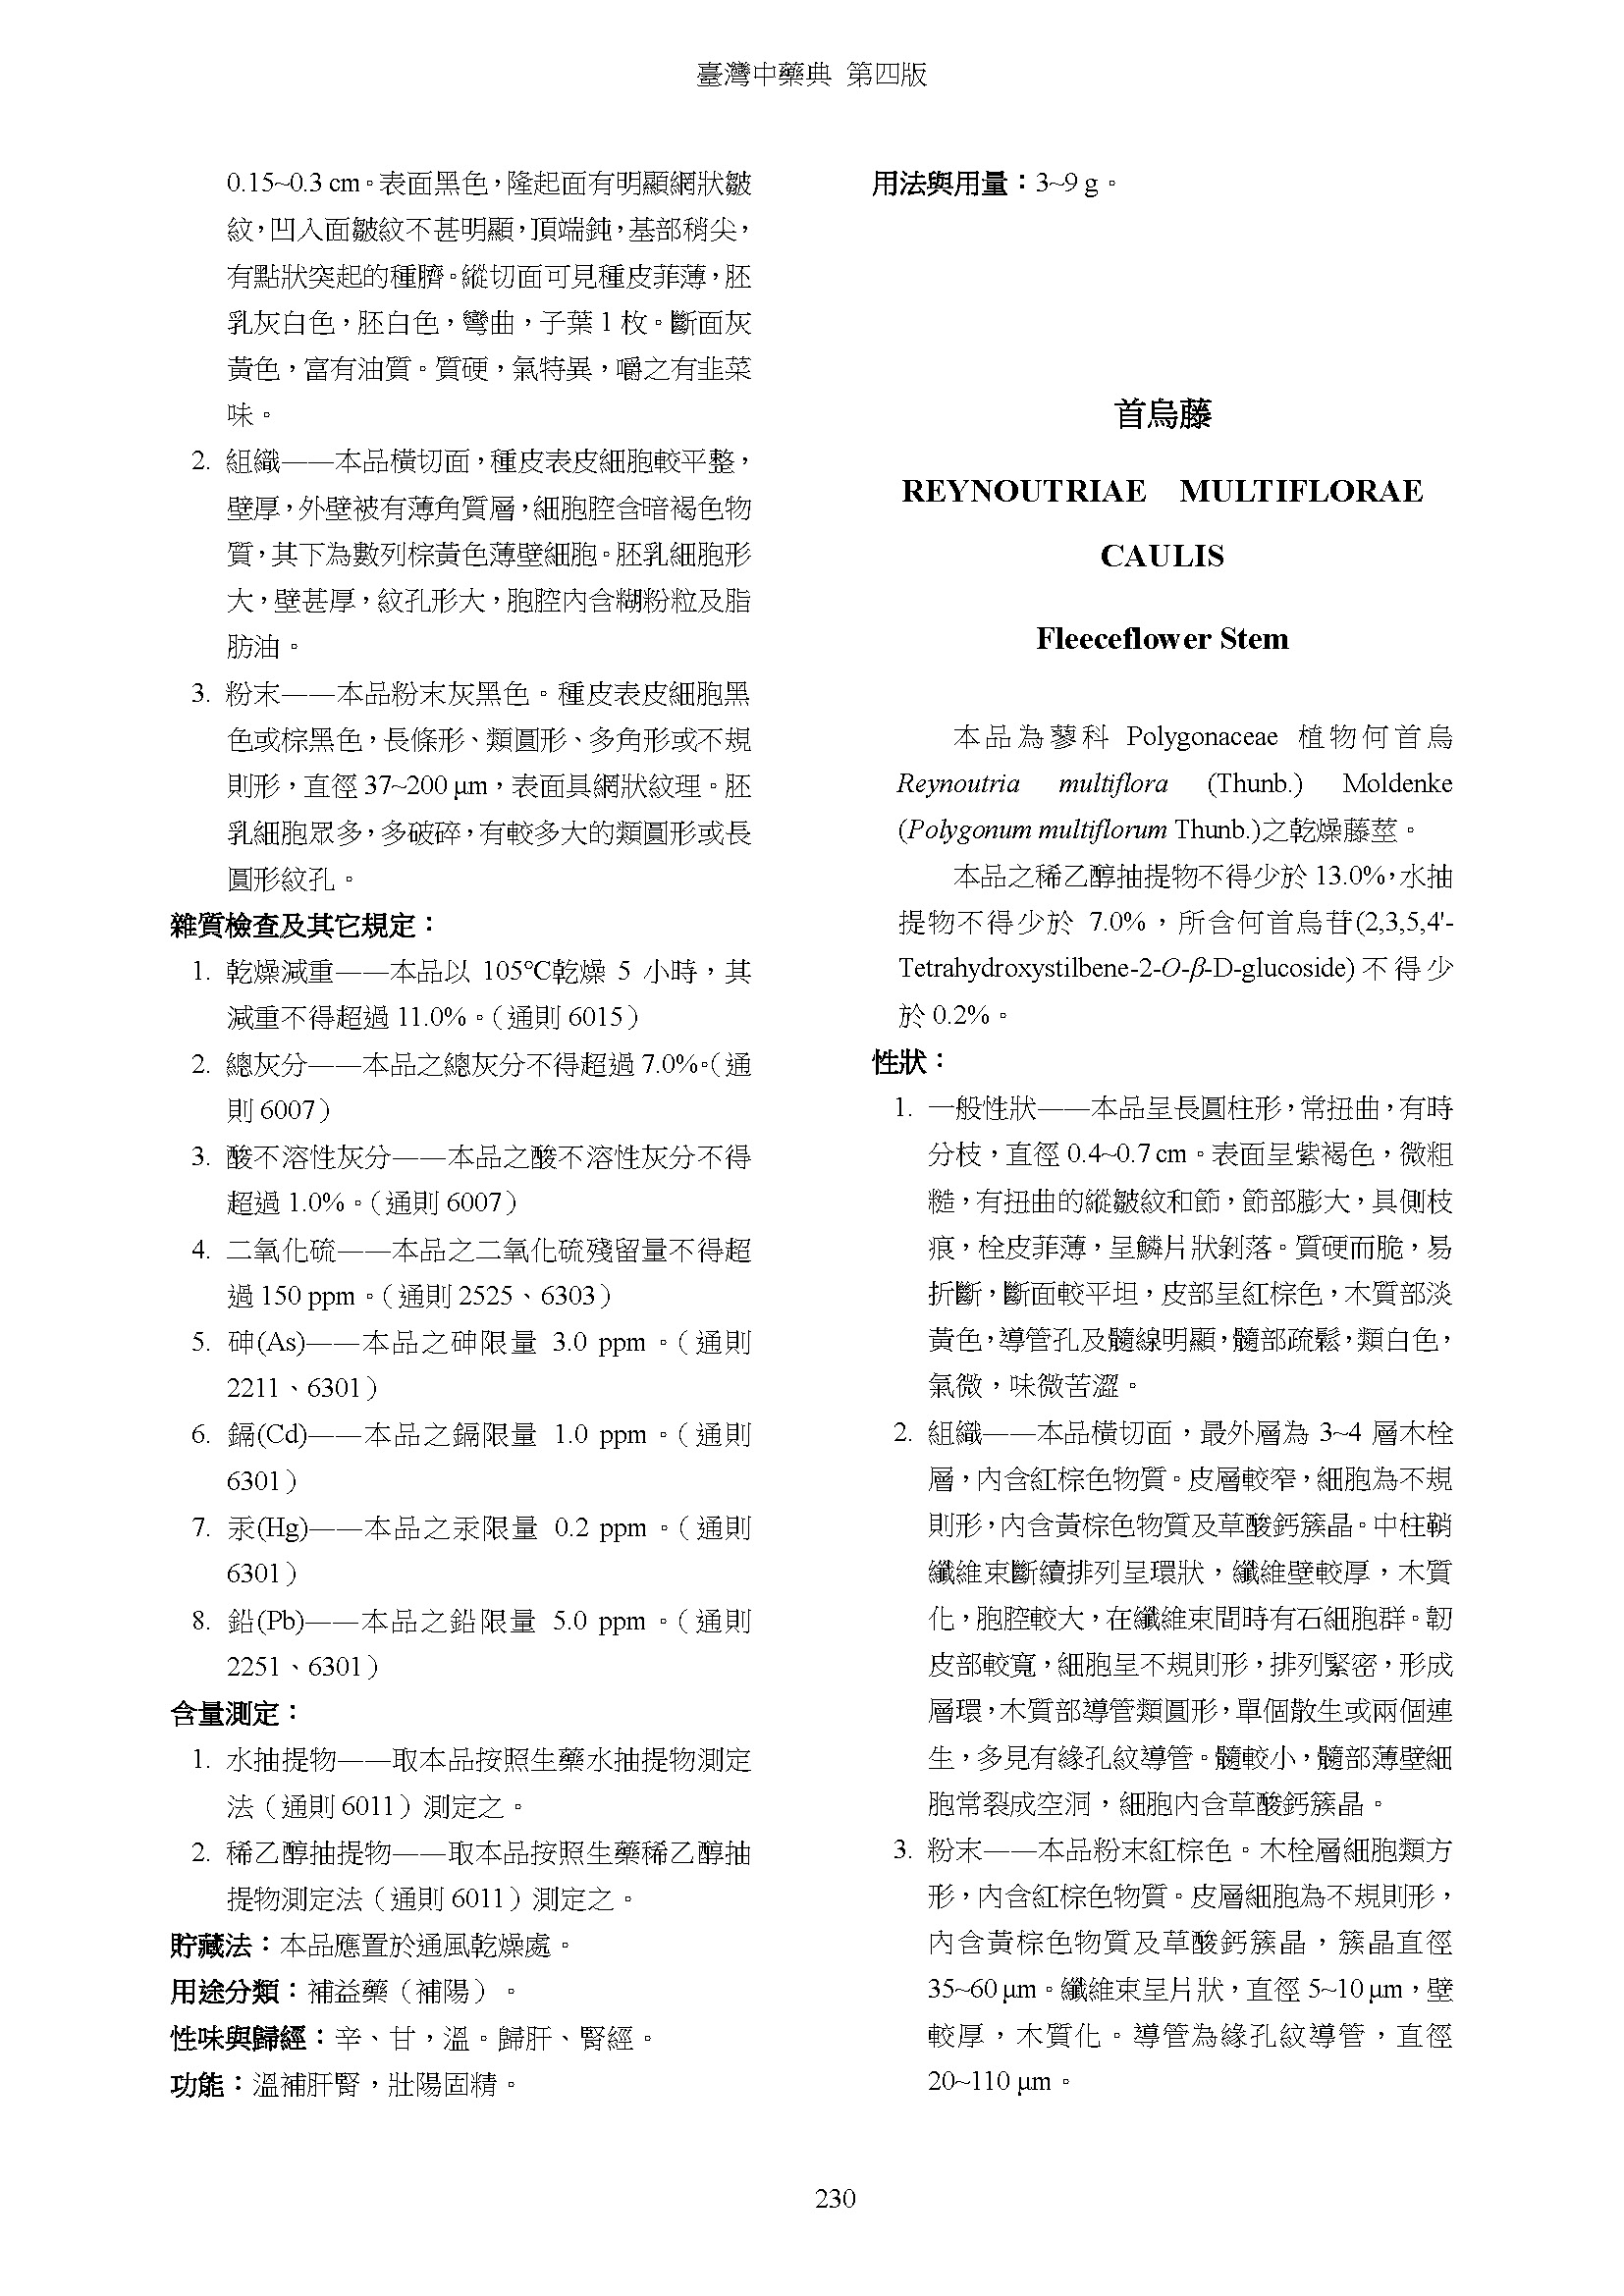 臺灣中藥典 第四版
0.15~0.3 cm。表面黑色，隆起面有明顯網狀皺
紋，凹入面皺紋不甚明顯，頂端鈍，基部稍尖，
有點狀突起的種臍。縱切面可見種皮菲薄，胚
乳灰白色，胚白色，彎曲，子葉 1 枚。斷面灰
黃色，富有油質。質硬，氣特異，嚼之有韭菜
味。
2. 組織——本品橫切面，種皮表皮細胞較平整，
壁厚，外壁被有薄角質層，細胞腔含暗褐色物
質，其下為數列棕黃色薄壁細胞。胚乳細胞形
大，壁甚厚，紋孔形大，胞腔內含糊粉粒及脂
肪油。
3. 粉末——本品粉末灰黑色。種皮表皮細胞黑
色或棕黑色，長條形、類圓形、多角形或不規
則形，直徑 37~200 μm，表面具網狀紋理。胚
乳細胞眾多，多破碎，有較多大的類圓形或長
圓形紋孔。
雜質檢查及其它規定：
1. 乾燥減重——本品以 105℃乾燥 5 小時，其
減重不得超過 11.0%。（通則 6015）
2. 總灰分——本品之總灰分不得超過 7.0%。（通
則 6007）
3. 酸不溶性灰分——本品之酸不溶性灰分不得
超過 1.0%。（通則 6007）
4. 二氧化硫——本品之二氧化硫殘留量不得超
過 150 ppm。（通則 2525、6303）
5. 砷(As)——本品之砷限量 3.0 ppm。（通則
2211、6301）
6. 鎘(Cd)——本品之鎘限量 1.0 ppm。（通則
6301）
7. 汞(Hg)——本品之汞限量 0.2 ppm。（通則
6301）
8. 鉛(Pb)——本品之鉛限量 5.0 ppm。（通則
2251、6301）
含量測定：
1. 水抽提物——取本品按照生藥水抽提物測定
法（通則 6011）測定之。
2. 稀乙醇抽提物——取本品按照生藥稀乙醇抽
提物測定法（通則 6011）測定之。
貯藏法：本品應置於通風乾燥處。
用途分類：補益藥（補陽）。
性味與歸經：辛、甘，溫。歸肝、腎經。
功能：溫補肝腎，壯陽固精。
用法與用量：3~9 g。
首烏藤
REYNOUTRIAE MULTIFLORAE
CAULIS
Fleeceflower Stem
本品為蓼科 Polygonaceae 植物何首烏
Reynoutria multiflora (Thunb.) Moldenke
(Polygonum multiflorum Thunb.)之乾燥藤莖。
本品之稀乙醇抽提物不得少於 13.0%，水抽
提物不得少於 7.0%，所含何首烏苷(2,3,5,4'-
Tetrahydroxystilbene-2-O-β-D-glucoside)不得少
於 0.2%。
性狀：
1. 一般性狀——本品呈長圓柱形，常扭曲，有時
分枝，直徑 0.4~0.7 cm。表面呈紫褐色，微粗
糙，有扭曲的縱皺紋和節，節部膨大，具側枝
痕，栓皮菲薄，呈鱗片狀剝落。質硬而脆，易
折斷，斷面較平坦，皮部呈紅棕色，木質部淡
黃色，導管孔及髓線明顯，髓部疏鬆，類白色，
氣微，味微苦澀。
2. 組織——本品橫切面，最外層為 3~4 層木栓
層，內含紅棕色物質。皮層較窄，細胞為不規
則形，內含黃棕色物質及草酸鈣簇晶。中柱鞘
纖維束斷續排列呈環狀，纖維壁較厚，木質
化，胞腔較大，在纖維束間時有石細胞群。韌
皮部較寬，細胞呈不規則形，排列緊密，形成
層環，木質部導管類圓形，單個散生或兩個連
生，多見有緣孔紋導管。髓較小，髓部薄壁細
胞常裂成空洞，細胞內含草酸鈣簇晶。
3. 粉末——本品粉末紅棕色。木栓層細胞類方
形，內含紅棕色物質。皮層細胞為不規則形，
內含黃棕色物質及草酸鈣簇晶，簇晶直徑
35~60 μm。纖維束呈片狀，直徑 5~10 μm，壁
較厚，木質化。導管為緣孔紋導管，直徑
20~110 μm。
230